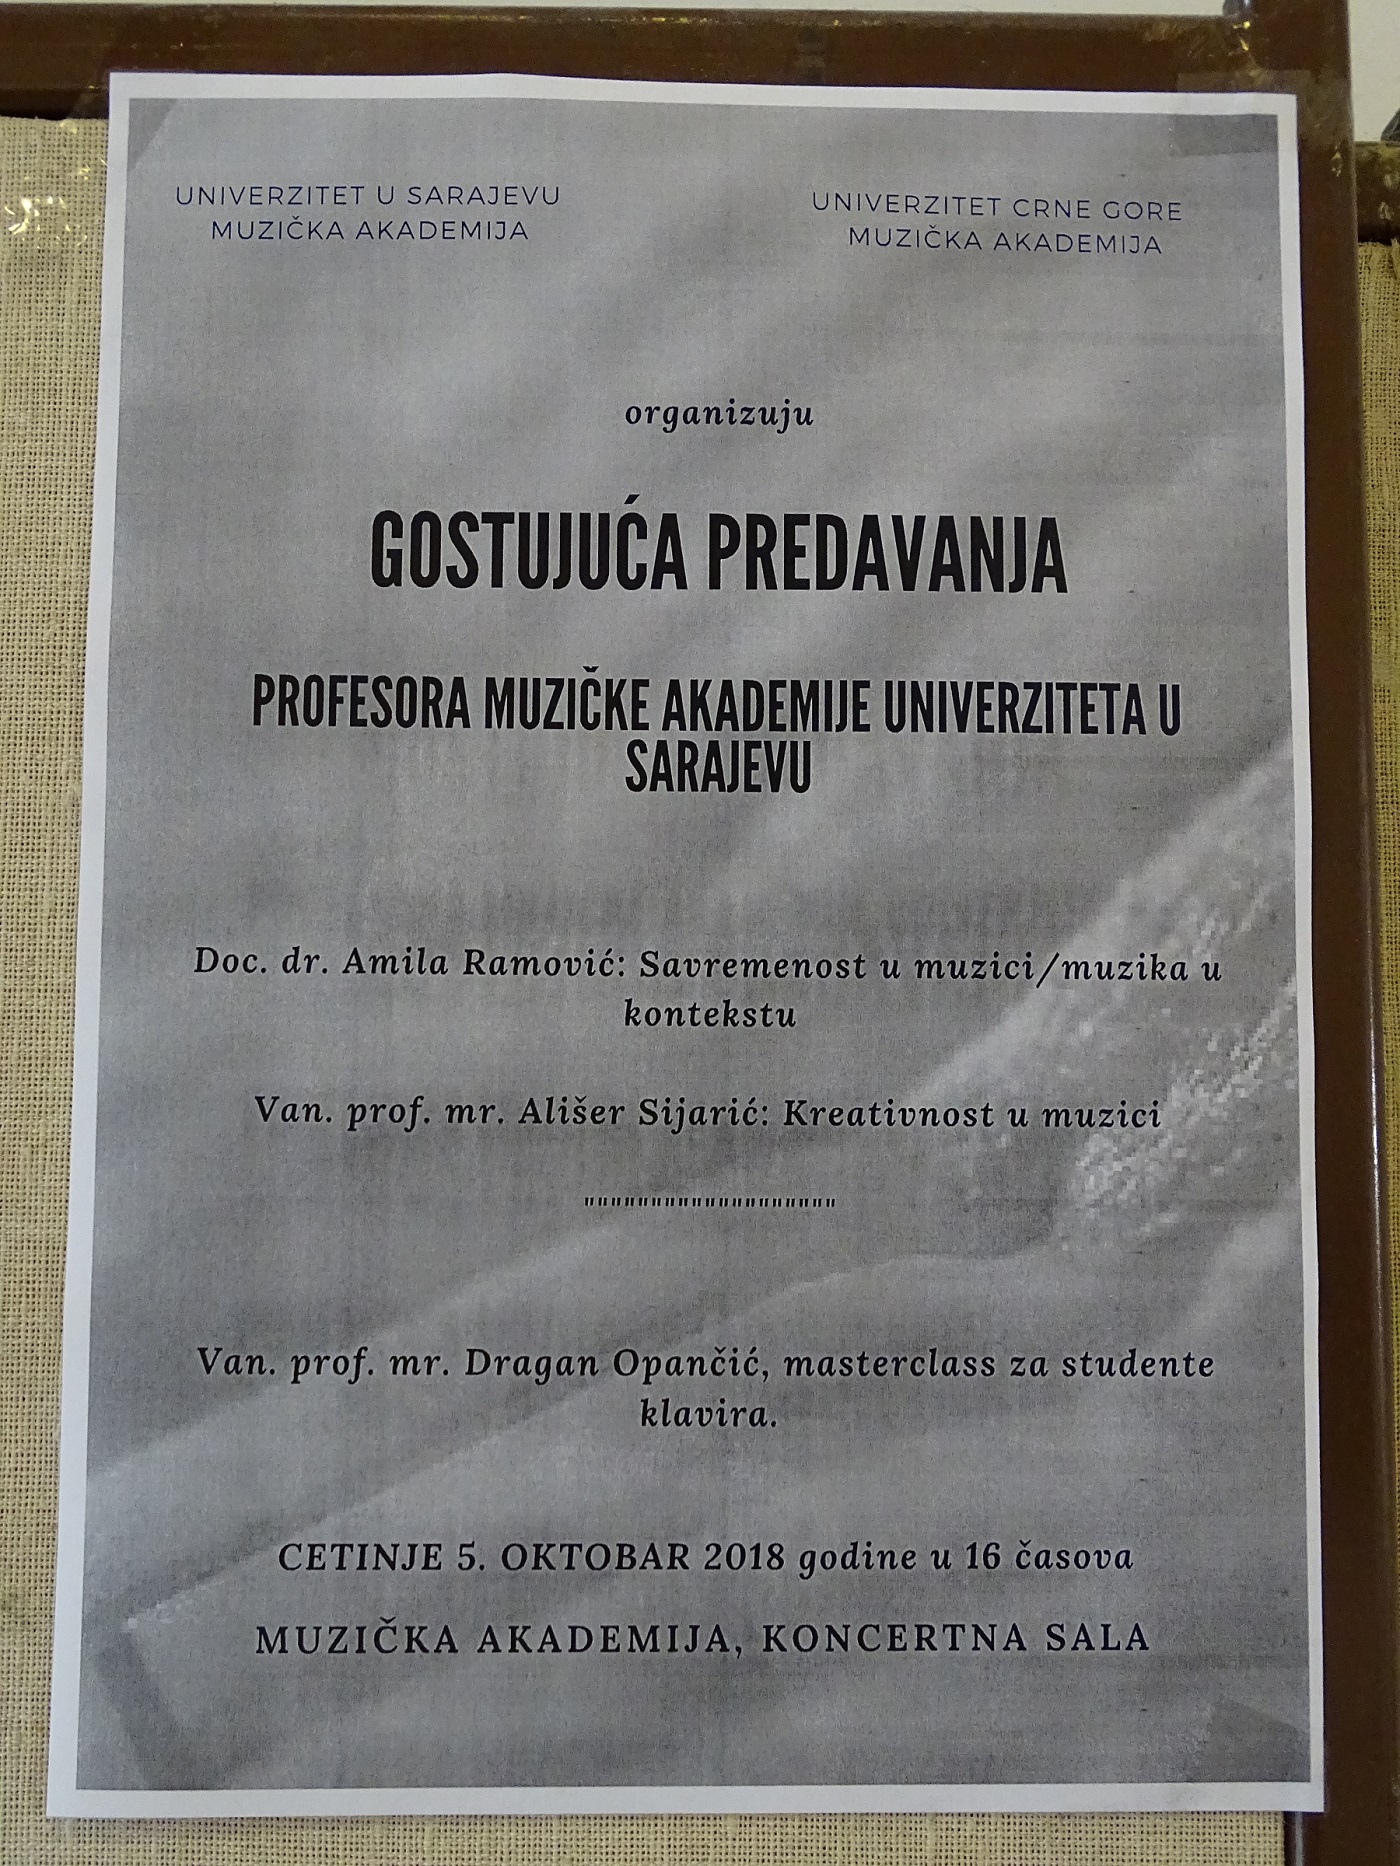 UNIVERZITET U SARAJEVU
MUZIČKA AKADEMIJA
UNIVERZITET CRNE GORE
MUZIČKA AKADEMIJA
organizuju
GOSTUJUĆA PREDAVANJA
PROFESORA MUZIČKE AKADEMIJE UNIVERZITETA U
SARAJEVU
Doc. dr. Amila Ramović: Savremenost u muzici/muzika u
kontekstu
Van. prof. mr. Ališer Sijarić: Kreativnost u muzici
"""""""""""""""""""
Van. prof. mr. Dragan Opančić, masterclass za studente
klavira.
CETINJE 5. OKTOBAR 2018 godine u 16 časova
MUZIČKA AKADEMIJA, KONCERTNA SALA